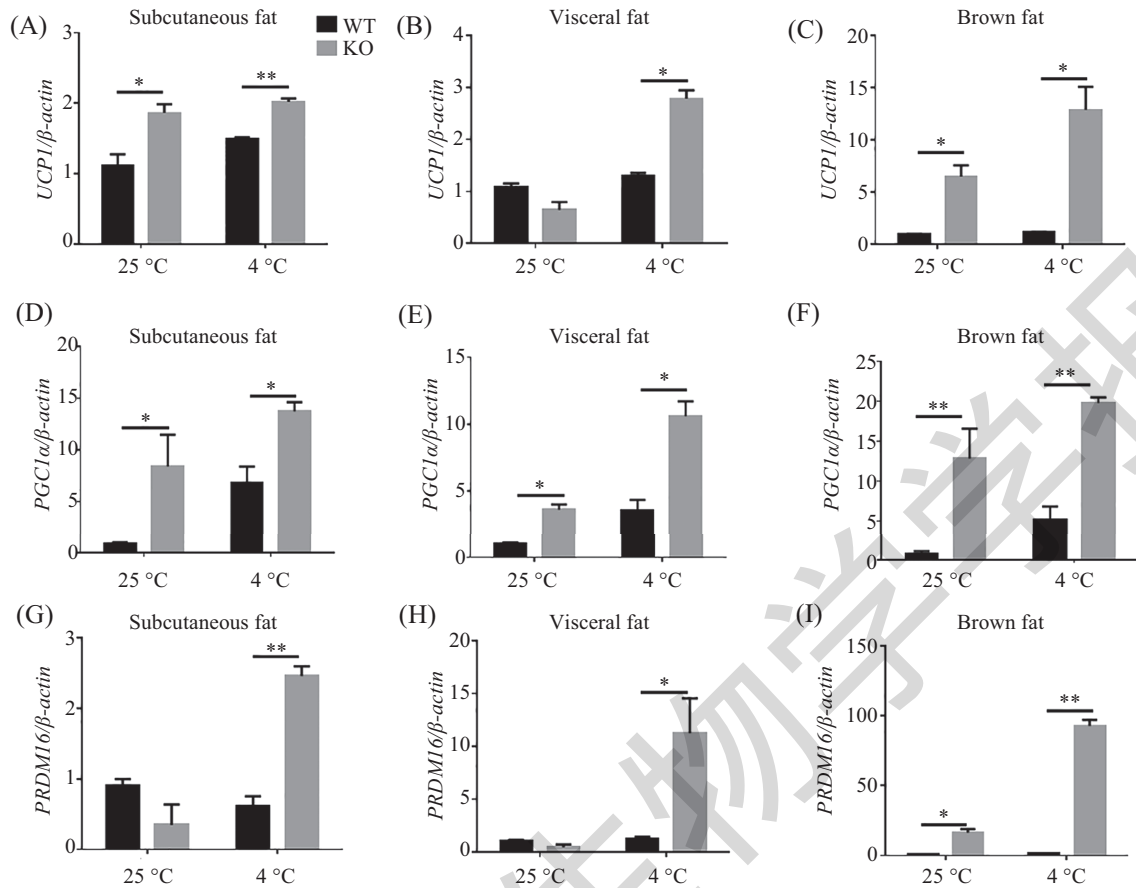 (A) Subcutaneous fat
WT
KO
UCP1/β-actin
3
2
1
0
*
**
25 °C 4 °C
(B) Visceral fat
UCP1/β-actin
4
3
2
1
0
*
25 °C 4 °C
(C) Brown fat
UCP1/β-actin
20
15
10
5
0
*
*
25 °C 4 °C
(D) Subcutaneous fat
PGC1α/β-actin
20
15
10
5
0
*
*
25 °C 4 °C
(E) Visceral fat
PGC1α/β-actin
15
10
5
0
*
*
25 °C 4 °C
(F) Brown fat
PGC1α/β-actin
25
20
15
10
5
0
**
**
25 °C 4 °C
(G) Subcutaneous fat
PRDM16/β-actin
3
2
1
0
**
25 °C 4 °C
(H) Visceral fat
PRDM16/β-actin
20
15
10
5
0
*
25 °C 4 °C
(I) Brown fat
PRDM16/β-actin
150
100
50
0
*
**
25 °C 4 °C
生物学学报